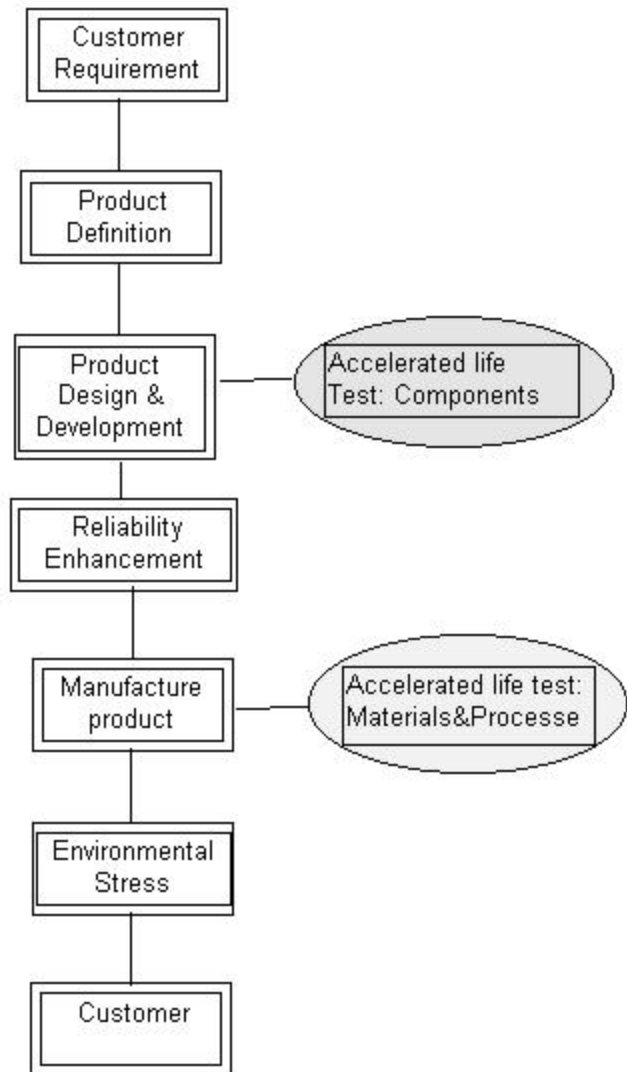 Customer
Requirement
Product
Definition
Product
Design &
Development
Accelerated life
Test: Components
Reliability
Enhancement
Manufacture
product
Accelerated life test:
Materials&Processe
Environmental
Stress
Customer